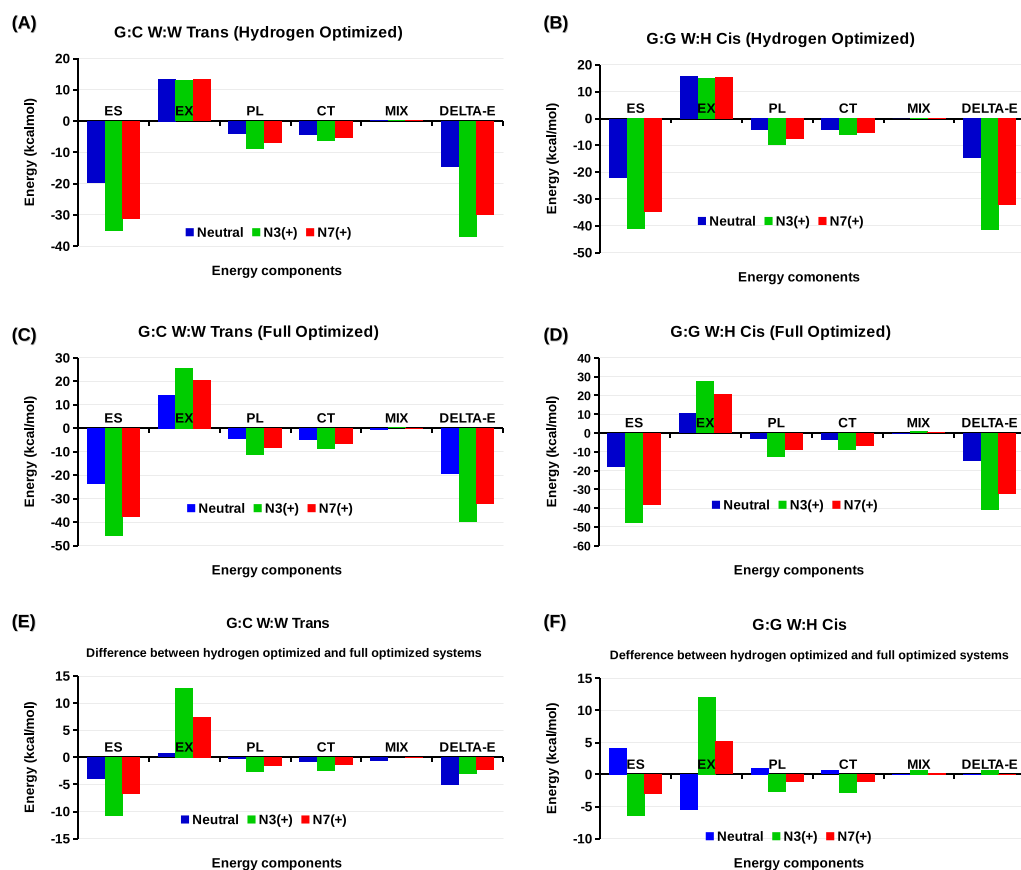 (A)
G:C W:W Trans (Hydrogen Optimized)
20
10
0
-10
-20
-30
-40
Energy (kcal/mol)
ES EX PL CT MIX DELTA-E
Neutral N3(+) N7(+)
Energy components
(B)
G:G W:H Cis (Hydrogen Optimized)
20
10
0
-10
-20
-30
-40
-50
Energy (kcal/mol)
ES EX PL CT MIX DELTA-E
Neutral N3(+) N7(+)
Energy components
(C)
G:C W:W Trans (Full Optimized)
30
20
10
0
-10
-20
-30
-40
-50
Energy (kcal/mol)
ES EX PL CT MIX DELTA-E
Neutral N3(+) N7(+)
Energy components
(D)
G:G W:H Cis (Full Optimized)
40
30
20
10
0
-10
-20
-30
-40
-50
-60
Energy (kcal/mol)
ES EX PL CT MIX DELTA-E
Neutral N3(+) N7(+)
Energy components
(E)
G:C W:W Trans
Difference between hydrogen optimized and full optimized systems
15
10
5
0
-5
-10
-15
Energy (kcal/mol)
ES EX PL CT MIX DELTA-E
Neutral N3(+) N7(+)
Energy components
(F)
G:G W:H Cis
Defference between hydrogen optimized and full optimized systems
15
10
5
0
-5
-10
Energy (kcal/mol)
ES EX PL CT MIX DELTA-E
Neutral N3(+) N7(+)
Energy components